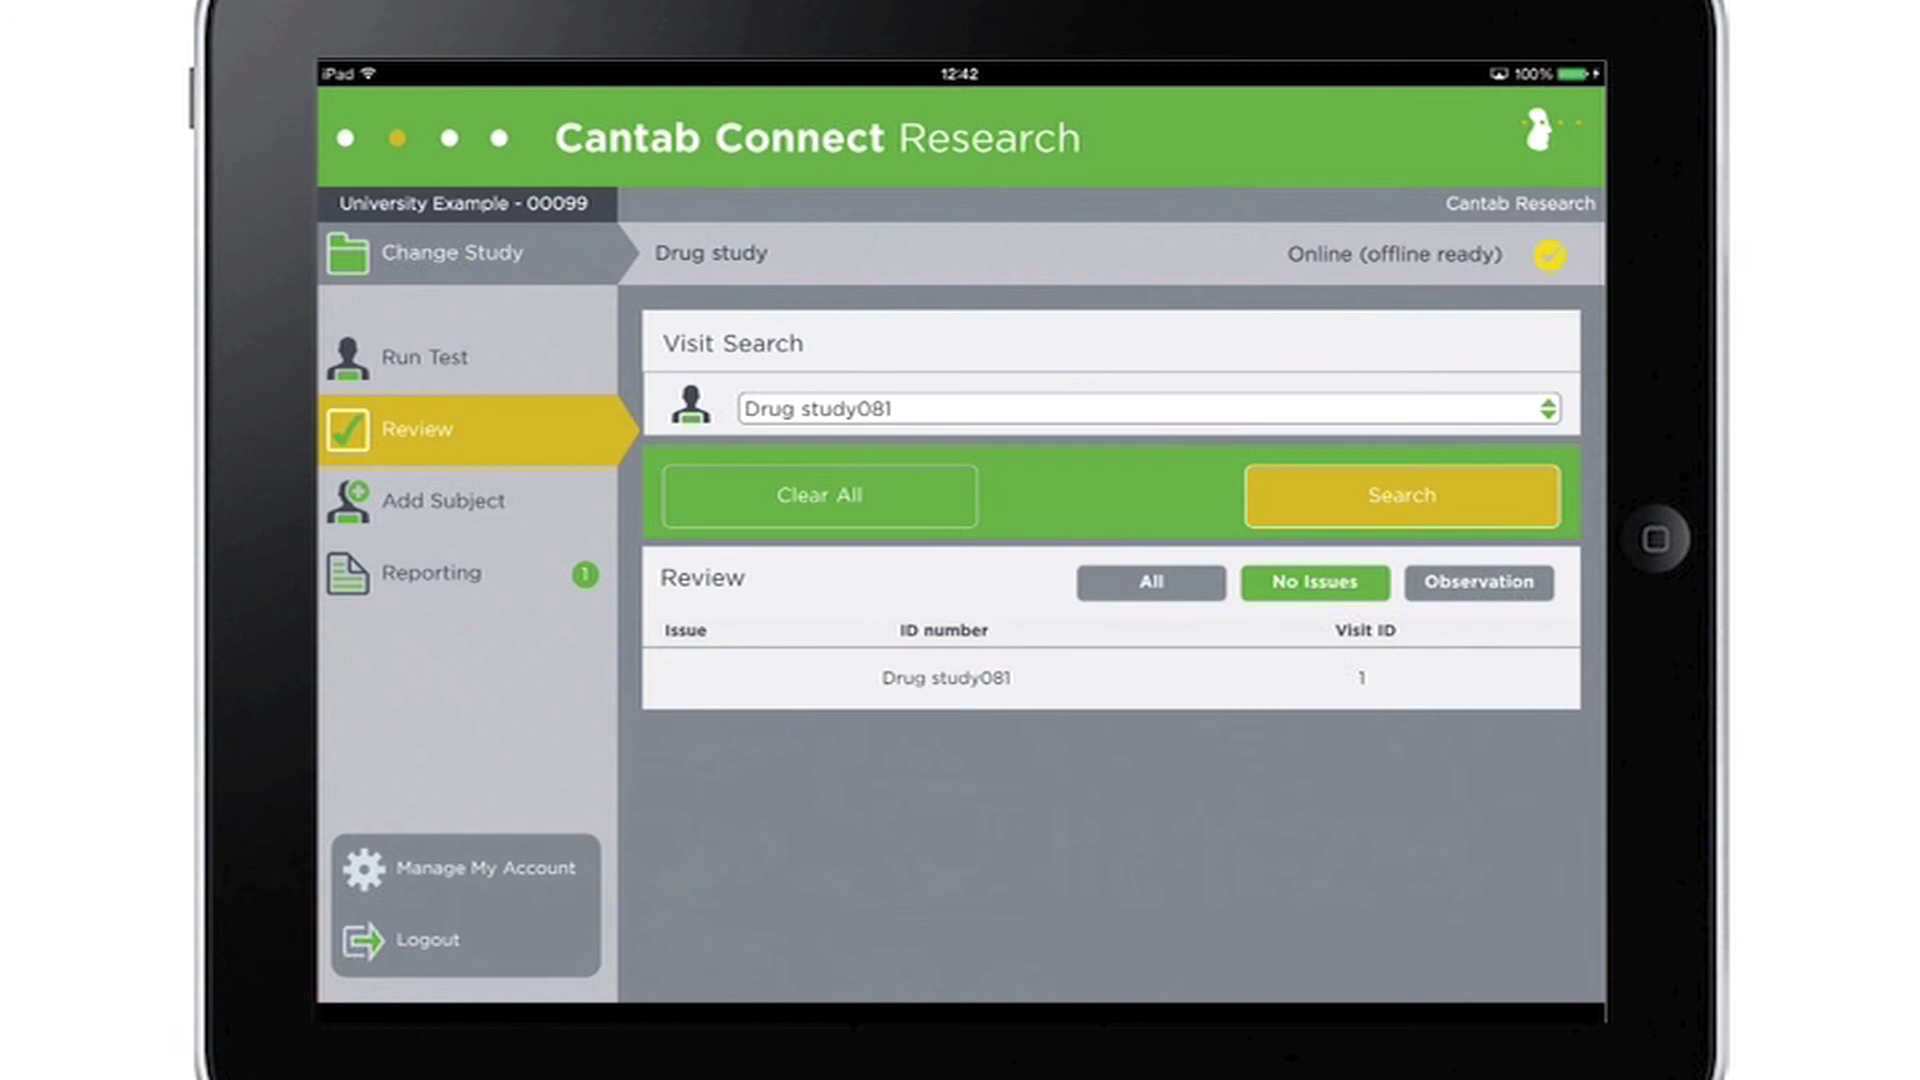 iPad 12:42 100%
Cantab Connect Research
University Example - 00099 Cantab Research
Change Study Drug study Online (offline ready)
Run Test
Review
Add Subject
Reporting 1
Manage My Account
Logout
Visit Search
Drug study081
Clear All Search
Review All No Issues Observation
Issue ID number Visit ID
Drug study081 1